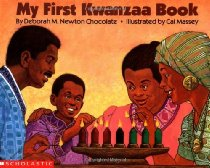 My First Kwanzaa Book
By Deborah M. Newton Chocolate • Illustrated by Cal Massey
SCHOLASTIC